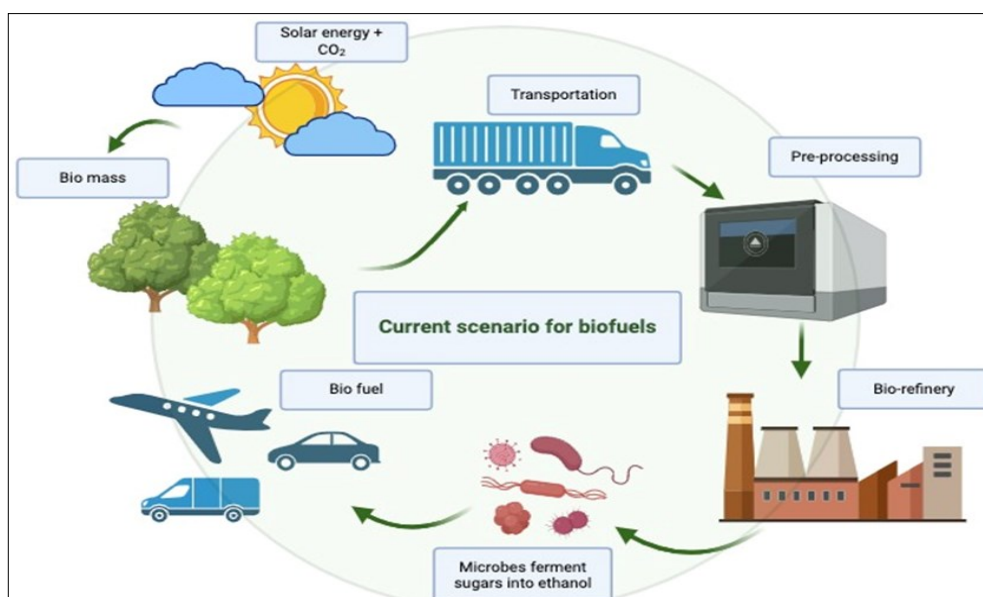 Solar energy +
CO₂
Transportation
Pre-processing
Bio mass
Current scenario for biofuels
Bio fuel
Bio-refinery
Microbes ferment
sugars into ethanol